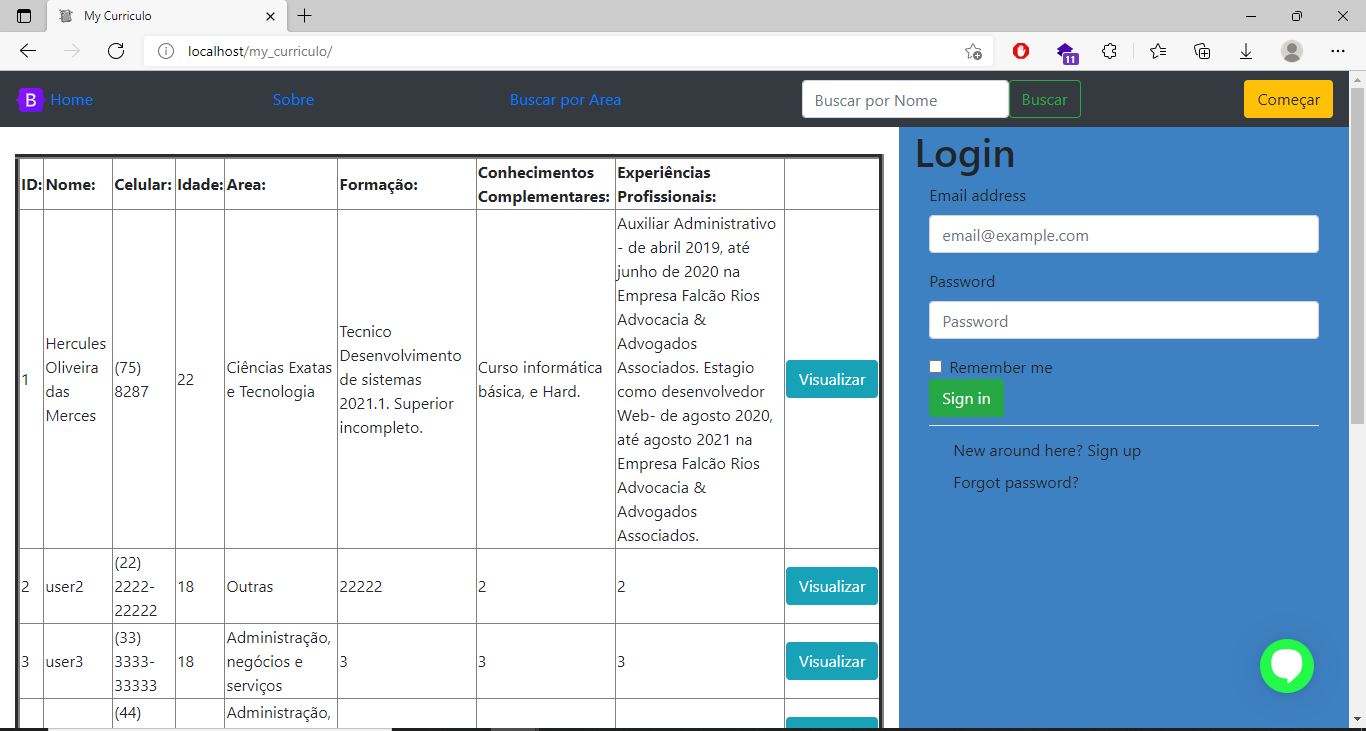 My Curriculo
localhost/my_curriculo/
11
B Home
Sobre
Buscar por Area
Buscar por Nome
Buscar
Começar
ID:
Nome:
Celular:
Idade:
Area:
Formação:
Conhecimentos
Complementares:
Experiências
Profissionais:
1
Hercules
Oliveira
das
Merces
(75)
8287
22
Ciências Exatas
e Tecnologia
Tecnico
Desenvolvimento
de sistemas
2021.1. Superior
incompleto.
Curso informática
básica, e Hard.
Auxiliar Administrativo
- de abril 2019, até
junho de 2020 na
Empresa Falcão Rios
Advocacia &
Advogados
Associados. Estagio
como desenvolvedor
Web- de agosto 2020,
até agosto 2021 na
Empresa Falcão Rios
Advocacia &
Advogados
Associados.
Visualizar
2
user2
(22)
2222-
22222
18
Outras
22222
2
2
Visualizar
3
user3
(33)
3333-
33333
18
Administração,
negócios e
serviços
3
3
3
Visualizar
(44)
Administração,
Login
Email address
email@example.com
Password
Password
Remember me
Sign in
New around here? Sign up
Forgot password?